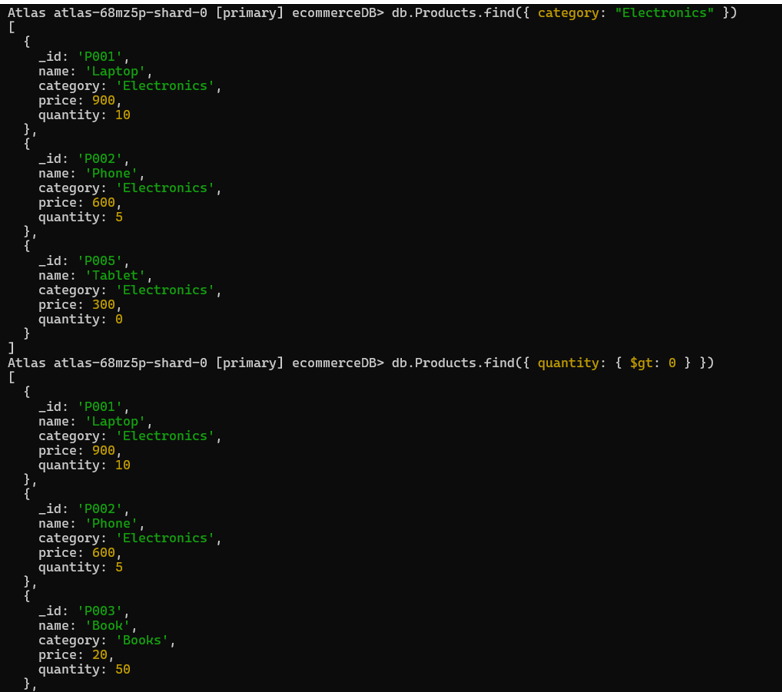 Atlas atlas-68mz5p-shard-0 [primary] ecommerceDB> db.Products.find({ category: "Electronics" })
[
  {
    _id: 'P001',
    name: 'Laptop',
    category: 'Electronics',
    price: 900,
    quantity: 10
  },
  {
    _id: 'P002',
    name: 'Phone',
    category: 'Electronics',
    price: 600,
    quantity: 5
  },
  {
    _id: 'P005',
    name: 'Tablet',
    category: 'Electronics',
    price: 300,
    quantity: 0
  }
]
Atlas atlas-68mz5p-shard-0 [primary] ecommerceDB> db.Products.find({ quantity: { $gt: 0 } })
[
  {
    _id: 'P001',
    name: 'Laptop',
    category: 'Electronics',
    price: 900,
    quantity: 10
  },
  {
    _id: 'P002',
    name: 'Phone',
    category: 'Electronics',
    price: 600,
    quantity: 5
  },
  {
    _id: 'P003',
    name: 'Book',
    category: 'Books',
    price: 20,
    quantity: 50
  },